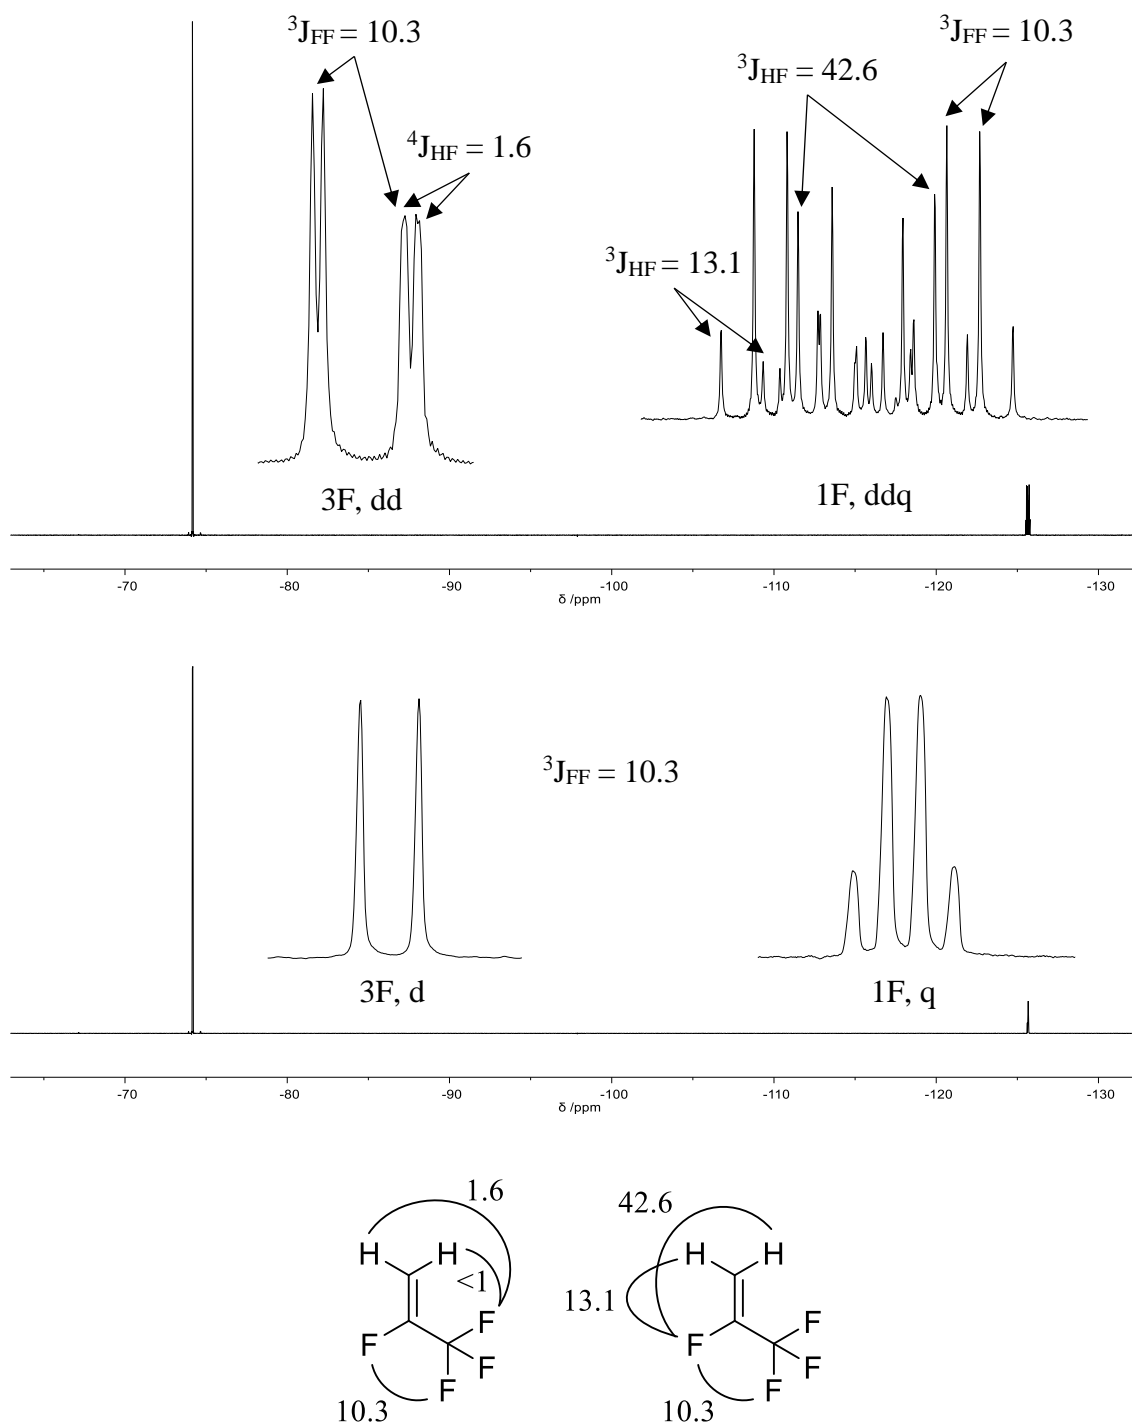 ³J_FF = 10.3
³J_FF = 10.3
³J_HF = 42.6
⁴J_HF = 1.6
³J_HF = 13.1
3F, dd
1F, ddq
-70 -80 -90 -100 -110 -120 -130
δ /ppm
³J_FF = 10.3
3F, d
1F, q
-70 -80 -90 -100 -110 -120 -130
δ /ppm
1.6
42.6
H H H H
<1
13.1
F F F F
F F F F
10.3 10.3